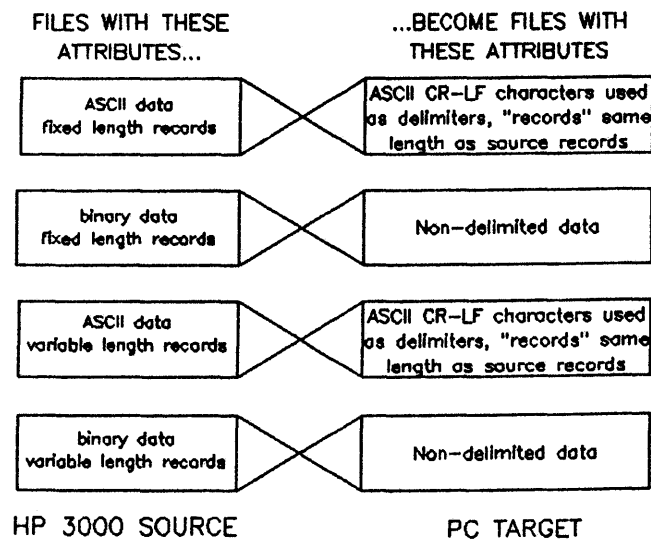 FILES WITH THESE
ATTRIBUTES...
...BECOME FILES WITH
THESE ATTRIBUTES
ASCII data
fixed length records
ASCII CR-LF characters used
as delimiters, "records" same
length as source records
binary data
fixed length records
Non-delimited data
ASCII data
variable length records
ASCII CR-LF characters used
as delimiters, "records" same
length as source records
binary data
variable length records
Non-delimited data
HP 3000 SOURCE
PC TARGET